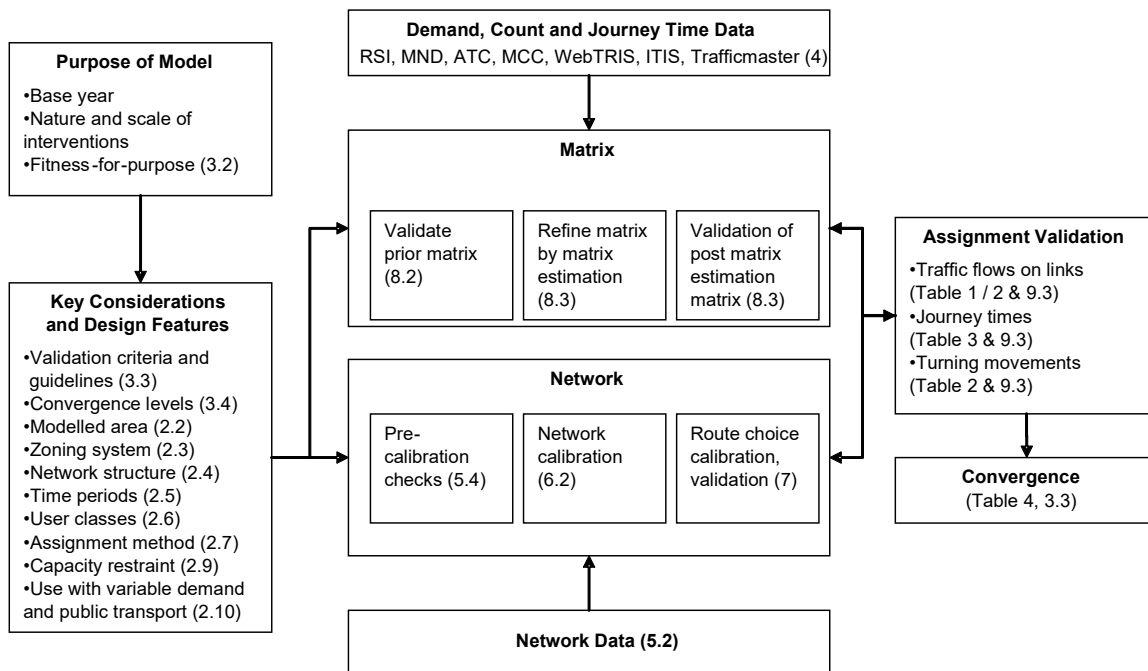 Demand, Count and Journey Time Data
RSI, MND, ATC, MCC, WebTRIS, ITIS, Trafficmaster (4)
Purpose of Model
•Base year
•Nature and scale of
interventions
•Fitness-for-purpose (3.2)
Key Considerations
and Design Features
•Validation criteria and
guidelines (3.3)
•Convergence levels (3.4)
•Modelled area (2.2)
•Zoning system (2.3)
•Network structure (2.4)
•Time periods (2.5)
•User classes (2.6)
•Assignment method (2.7)
•Capacity restraint (2.9)
•Use with variable demand
and public transport (2.10)
Matrix
Validate
prior matrix
(8.2)
Refine matrix
by matrix
estimation
(8.3)
Validation of
post matrix
estimation
matrix (8.3)
Network
Pre-
calibration
checks (5.4)
Network
calibration
(6.2)
Route choice
calibration,
validation (7)
Network Data (5.2)
Assignment Validation
•Traffic flows on links
(Table 1 / 2 & 9.3)
•Journey times
(Table 3 & 9.3)
•Turning movements
(Table 2 & 9.3)
Convergence
(Table 4, 3.3)